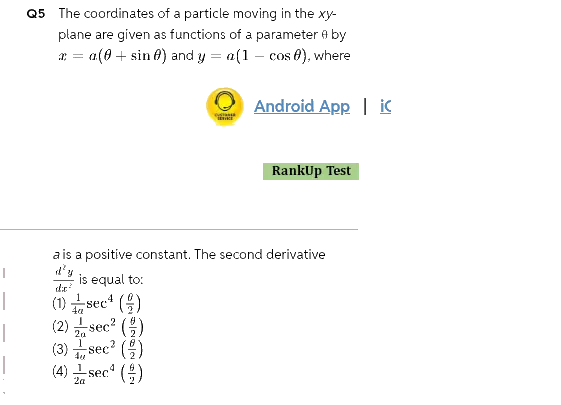 Q5 The coordinates of a particle moving in the xy-
plane are given as functions of a parameter θ by
x = a(θ + sin θ) and y = a(1 − cos θ), where
CUSTOMER
SERVICE
Android App | iO
RankUp Test
a is a positive constant. The second derivative
d²y/dx² is equal to:
(1) 1/4a sec⁴ (θ/2)
(2) 1/2a sec² (θ/2)
(3) 1/4a sec² (θ/2)
(4) 1/2a sec⁴ (θ/2)